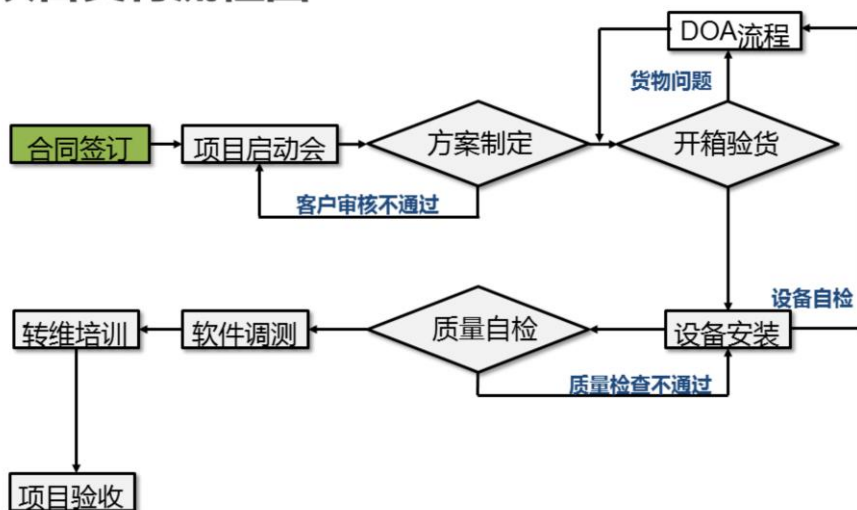 DOA流程
货物问题
合同签订
项目启动会
方案制定
开箱验货
客户审核不通过
设备自检
转维培训
软件调测
质量自检
设备安装
质量检查不通过
项目验收